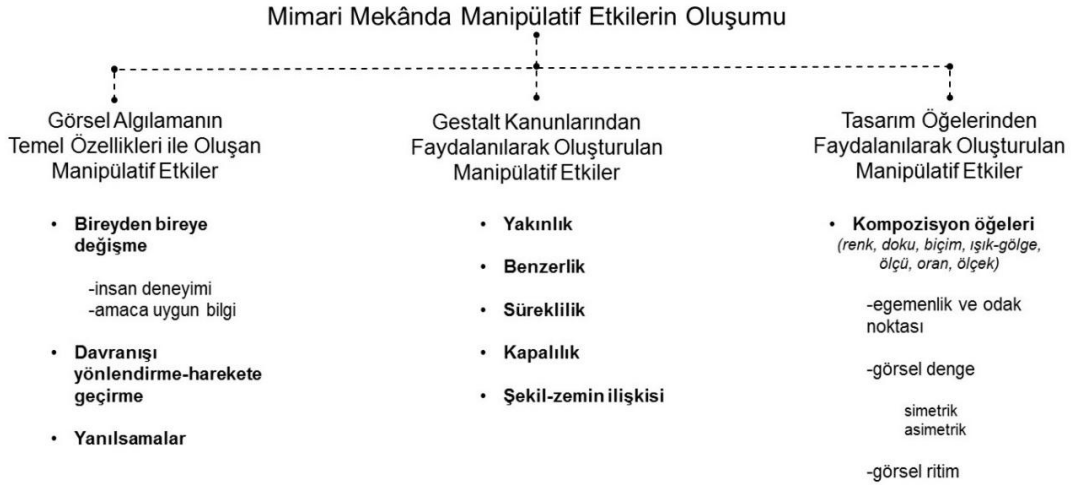 Mimari Mekânda Manipülatif Etkilerin Oluşumu
Görsel Algılamanın
Temel Özellikleri ile Oluşan
Manipülatif Etkiler
• Bireyden bireye
değişme
-insan deneyimi
-amaca uygun bilgi
• Davranışı
yönlendirme-harekete
geçirme
• Yanılsamalar
Gestalt Kanunlarından
Faydalanılarak Oluşturulan
Manipülatif Etkiler
• Yakınlık
• Benzerlik
• Süreklilik
• Kapalılık
• Şekil-zemin ilişkisi
Tasarım Öğelerinden
Faydalanılarak Oluşturulan
Manipülatif Etkiler
• Kompozisyon öğeleri
(renk, doku, biçim, ışık-gölge,
ölçü, oran, ölçek)
-egemenlik ve odak
noktası
-görsel denge
simetrik
asimetrik
-görsel ritim